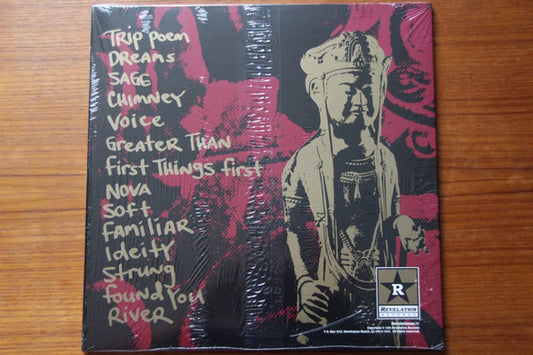 Trip poem
DREAMS
SAGE
CHIMNEY
VOICE
GREATER THAN
first THINGS first
NOVA
Soft
FAMILIAR
Ideity
Strung
found You
RIVER
R
REVELATION
RECORDS